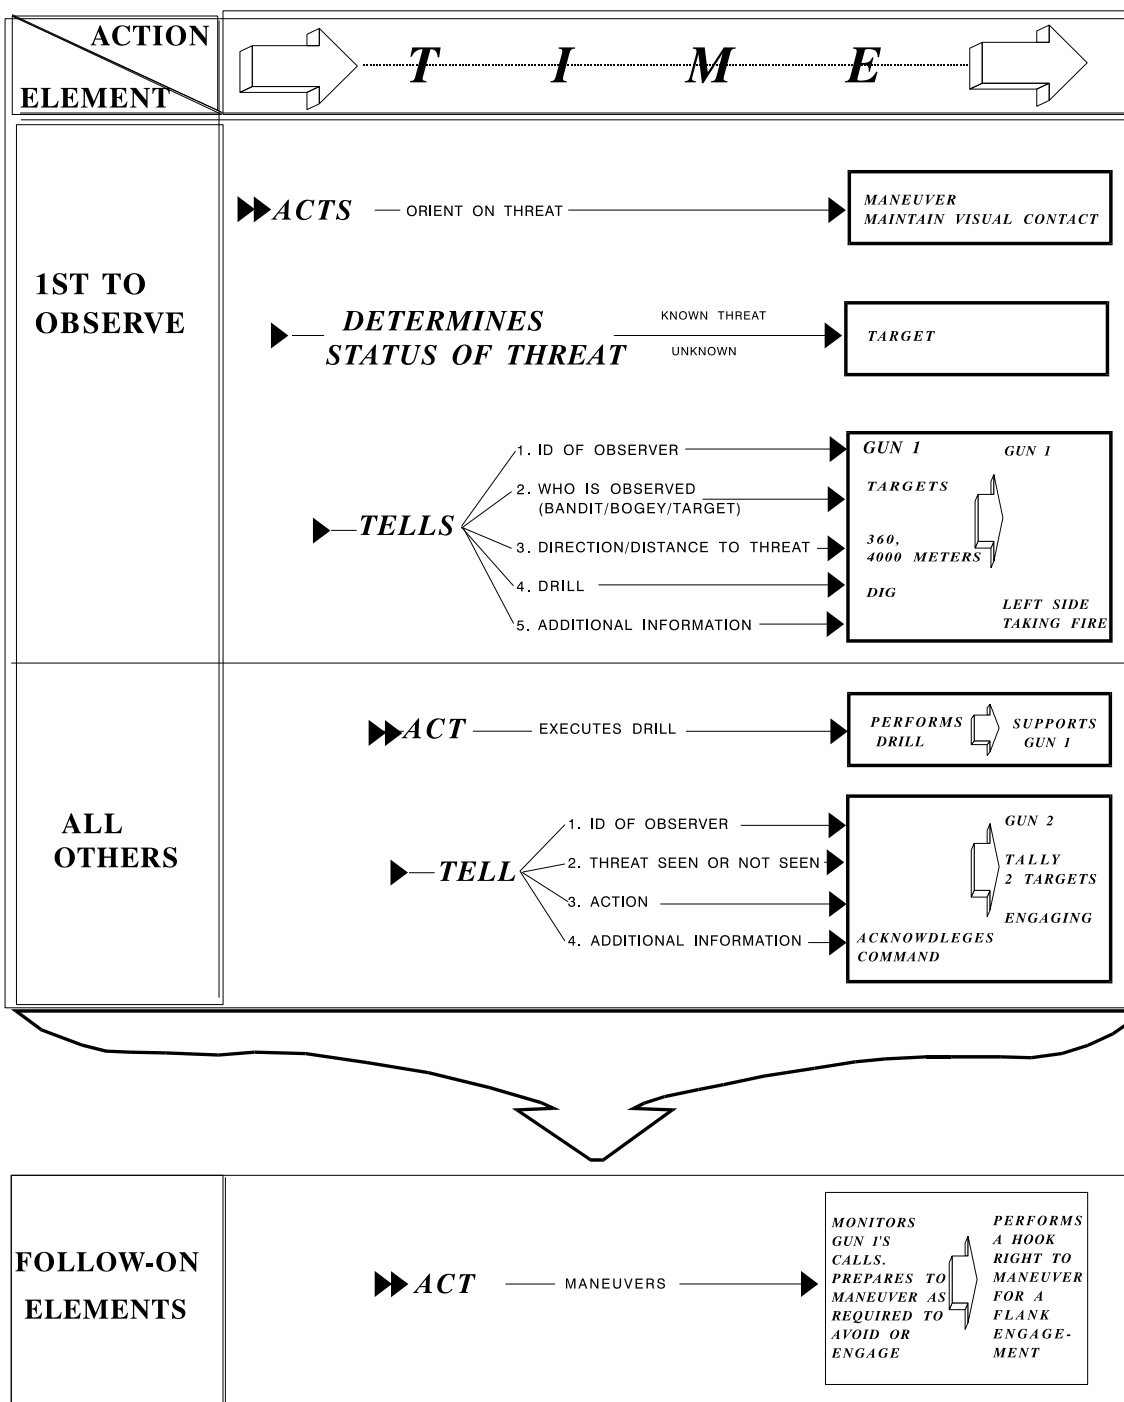 ACTION
ELEMENT
T I M E
1ST TO
OBSERVE
ACTS
ORIENT ON THREAT
MANEUVER
MAINTAIN VISUAL CONTACT
DETERMINES
STATUS OF THREAT
KNOWN THREAT
UNKNOWN
TARGET
TELLS
1. ID OF OBSERVER
2. WHO IS OBSERVED
(BANDIT/BOGEY/TARGET)
3. DIRECTION/DISTANCE TO THREAT
4. DRILL
5. ADDITIONAL INFORMATION
GUN 1
TARGETS
360,
4000 METERS
DIG
GUN 1
LEFT SIDE
TAKING FIRE
ALL
OTHERS
ACT
EXECUTES DRILL
PERFORMS
DRILL
SUPPORTS
GUN 1
TELL
1. ID OF OBSERVER
2. THREAT SEEN OR NOT SEEN
3. ACTION
4. ADDITIONAL INFORMATION
ACKNOWDLEGES
COMMAND
GUN 2
TALLY
2 TARGETS
ENGAGING
FOLLOW-ON
ELEMENTS
ACT
MANEUVERS
MONITORS
GUN 1'S
CALLS.
PREPARES TO
MANEUVER AS
REQUIRED TO
AVOID OR
ENGAGE
PERFORMS
A HOOK
RIGHT TO
MANEUVER
FOR A
FLANK
ENGAGE-
MENT